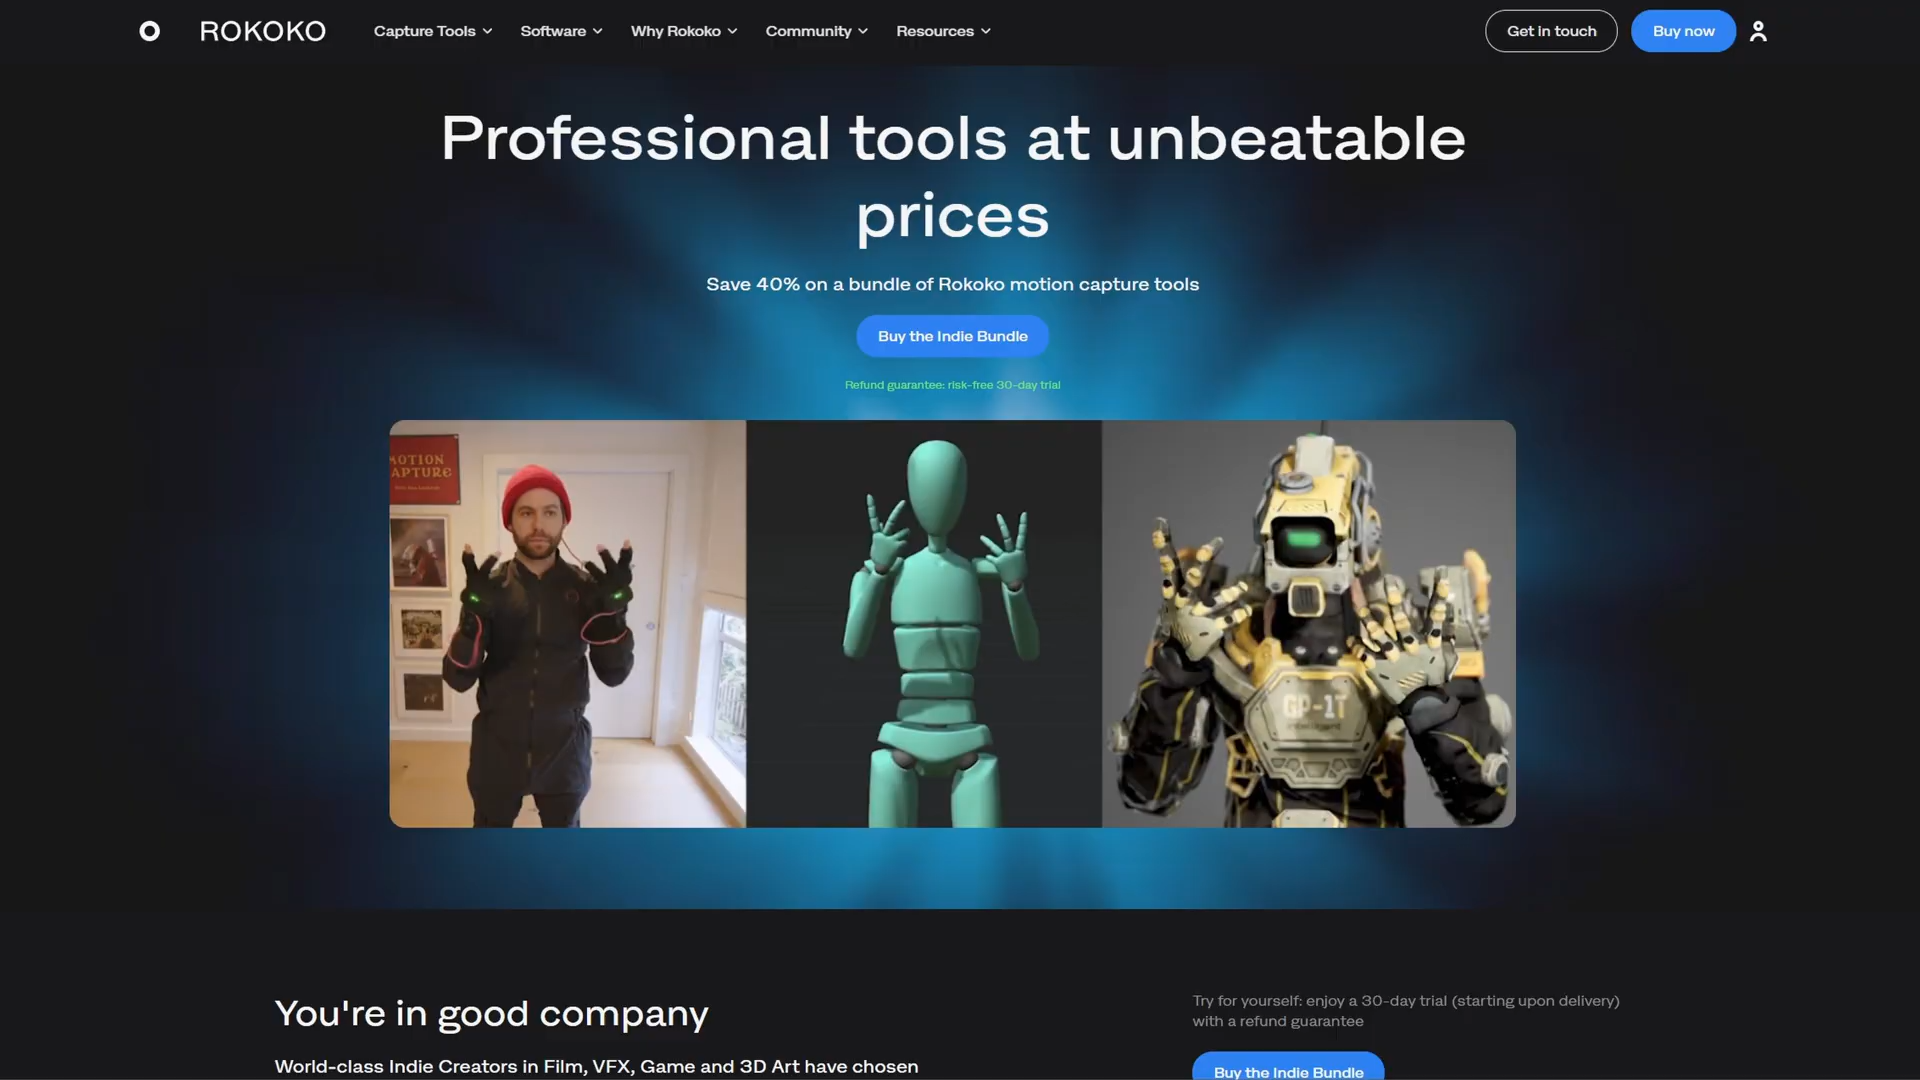 ROKOKO
Capture Tools
Software
Why Rokoko
Community
Resources
Get in touch
Buy now
Professional tools at unbeatable
prices
Save 40% on a bundle of Rokoko motion capture tools
Buy the Indie Bundle
Refund guarantee: risk-free 30-day trial
MOTION
CAPTURE
GP-1T
You're in good company
World-class Indie Creators in Film, VFX, Game and 3D Art have chosen
Try for yourself: enjoy a 30-day trial (starting upon delivery)
with a refund guarantee
Buy the Indie Bundle